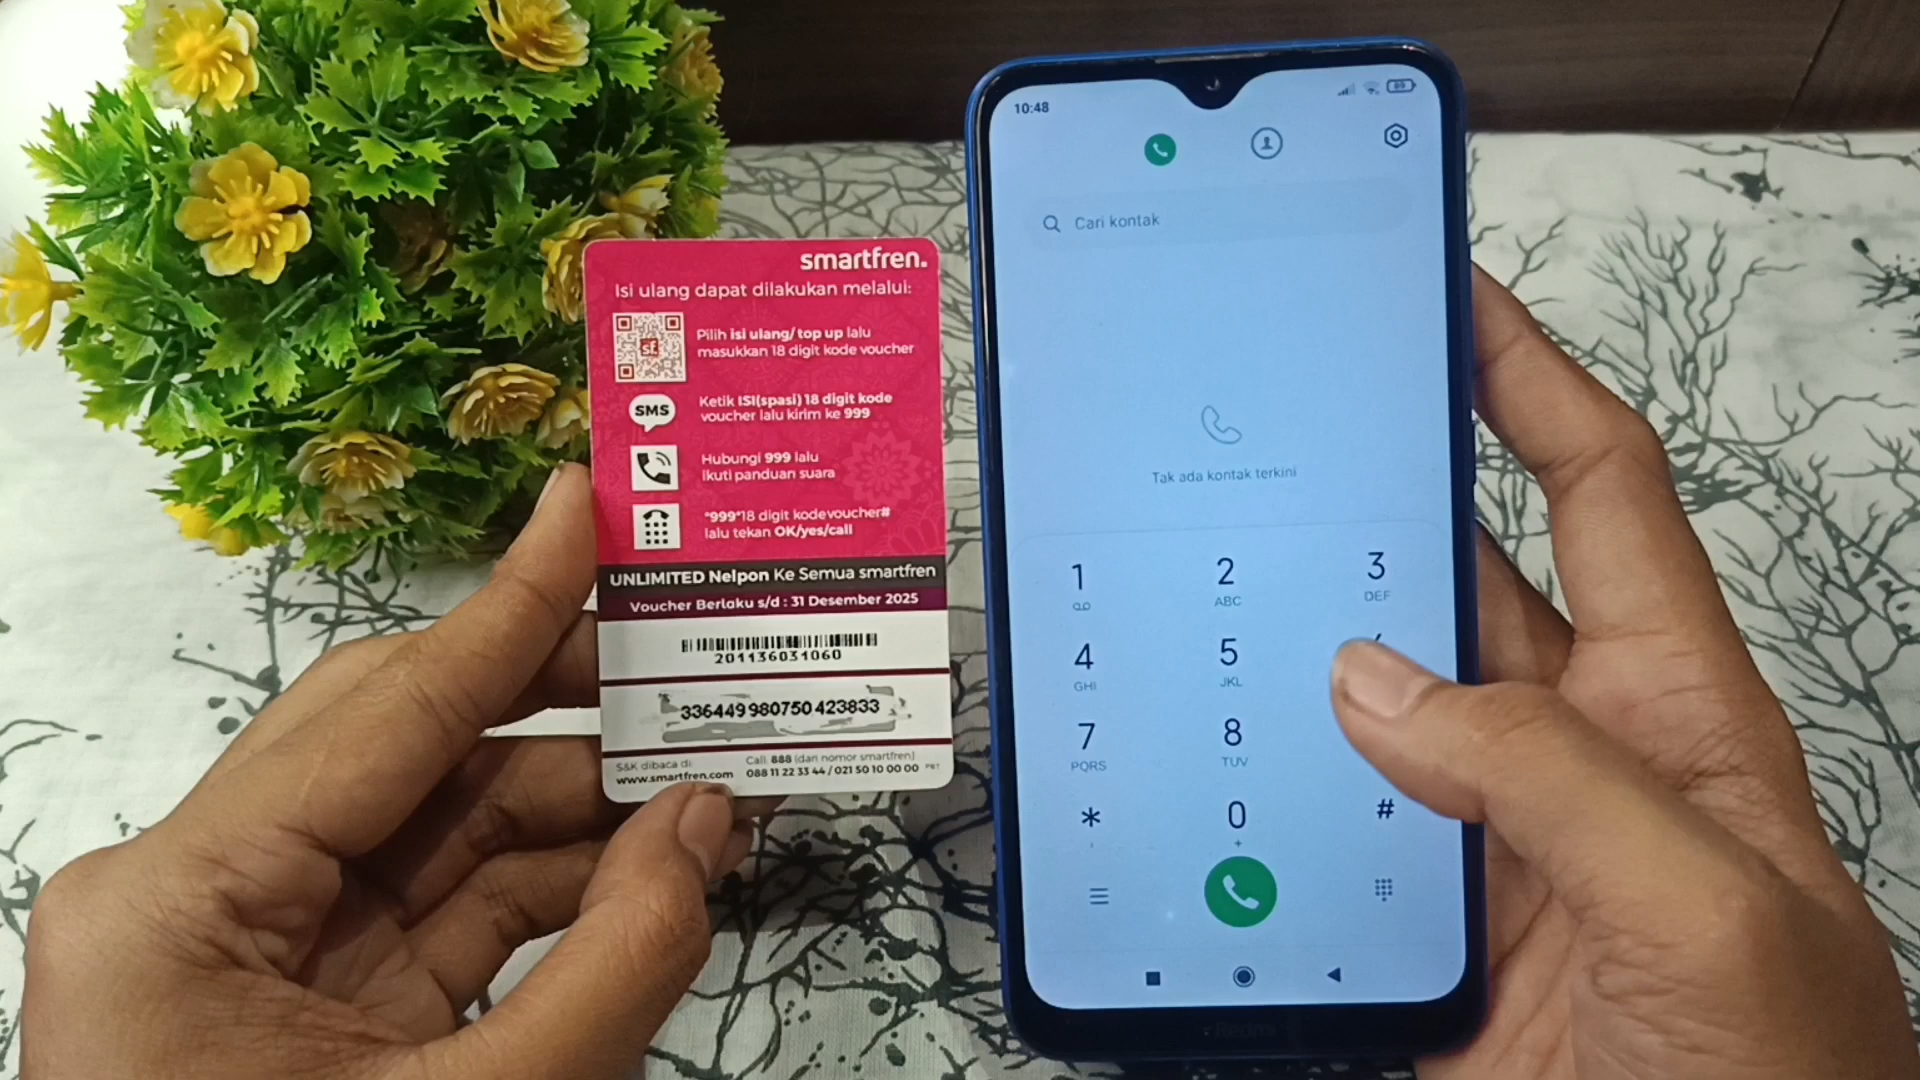 smartfren.
Isi ulang dapat dilakukan melalui:
sf.
Pilih isi ulang/ top up lalu
masukkan 18 digit kode voucher
SMS
Ketik ISI(spasi) 18 digit kode
voucher lalu kirim ke 999
Hubungi 999 lalu
ikuti panduan suara
*999*18 digit kodevoucher#
lalu tekan OK/yes/call
UNLIMITED Nelpon Ke Semua smartfren
Voucher Berlaku s/d : 31 Desember 2025
201136031060
336449980750423833
S&K dibaca di:
www.smartfren.com
Call 888 (dari nomor smartfren)
088 11 22 33 44 / 021 50 10 00 00
10:48
Cari kontak
Tak ada kontak terkini
1
2
ABC
3
DEF
4
GHI
5
JKL
7
PQRS
8
TUV
*
0
+
#